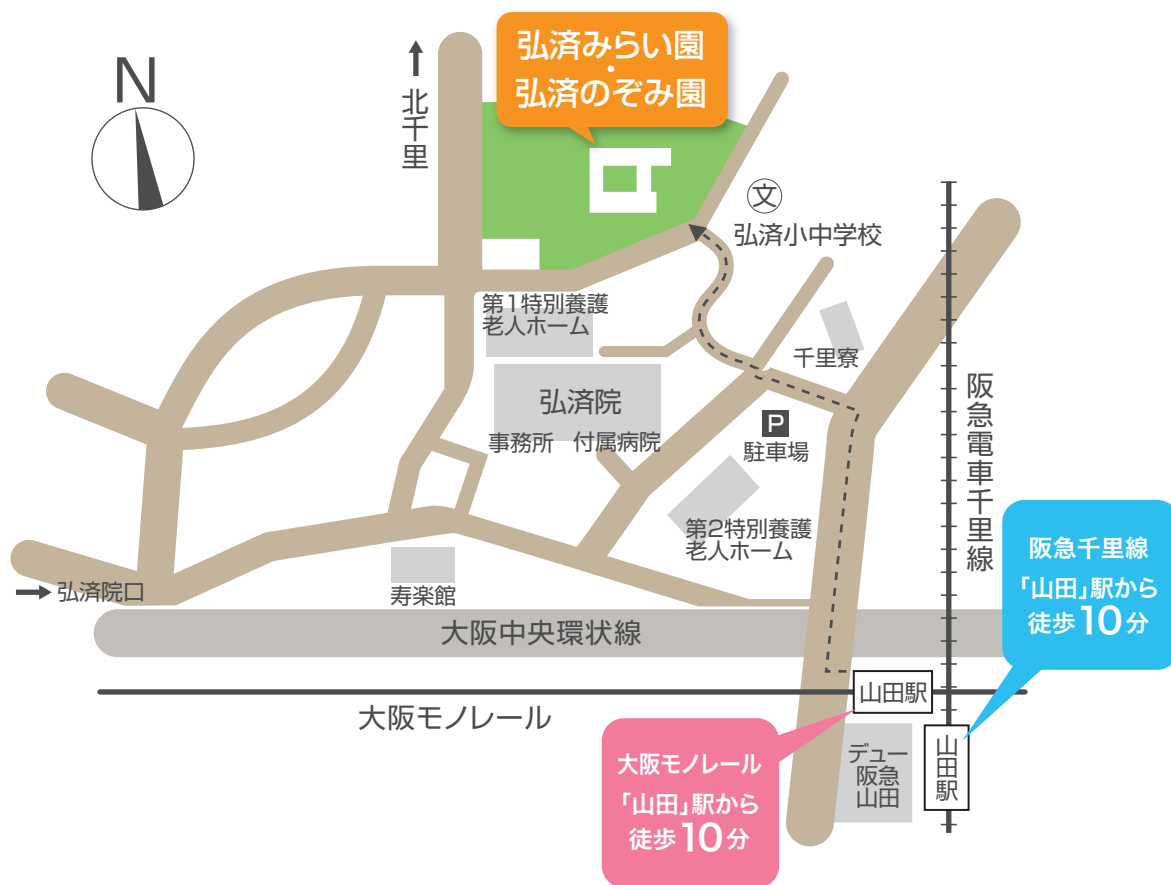 弘済みらい園
・
弘済のぞみ園
N
北千里
文
弘済小中学校
第1特別養護
老人ホーム
千里寮
弘済院
事務所 付属病院
P
駐車場
阪急電車千里線
第2特別養護
老人ホーム
阪急千里線
「山田」駅から
徒歩10分
弘済院口
寿楽館
大阪中央環状線
山田駅
大阪モノレール
大阪モノレール
「山田」駅から
徒歩10分
デュー
阪急
山田
山田駅